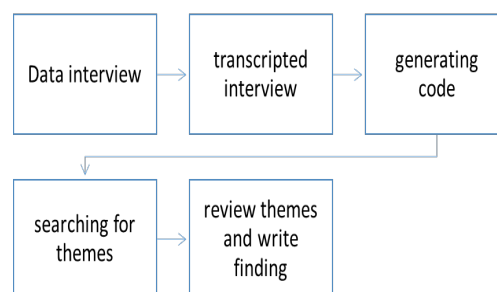 Data interview
transcripted
interview
generating
code
searching for
themes
review themes
and write
finding